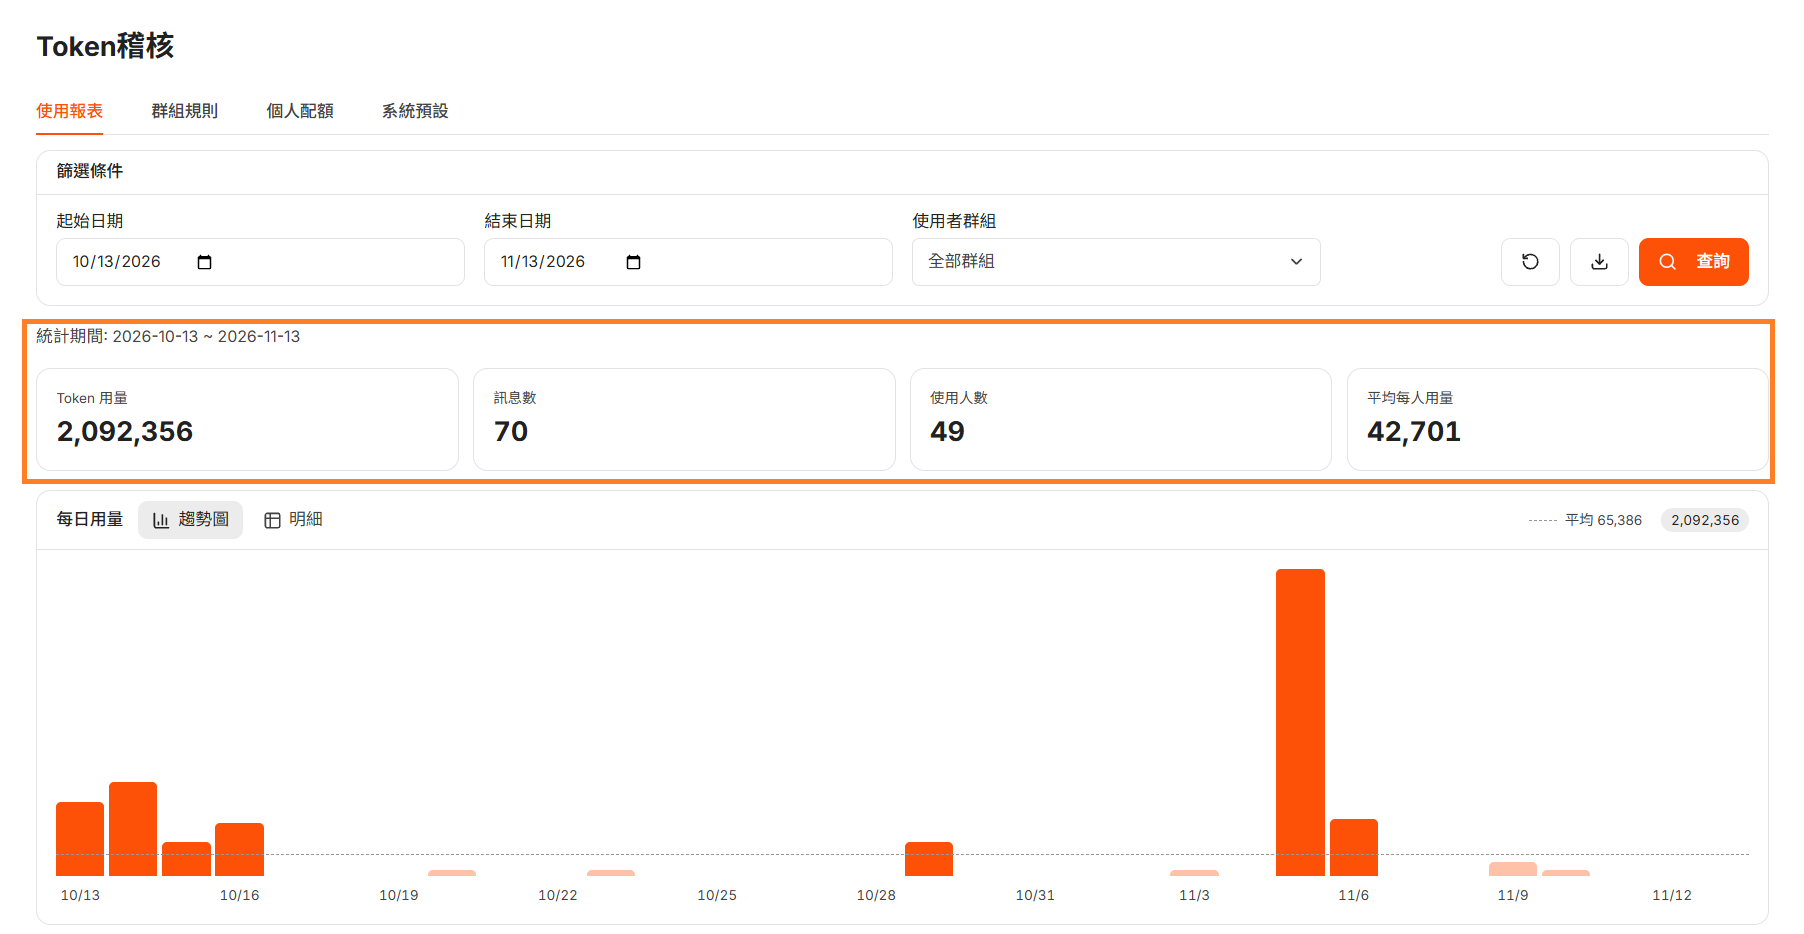 Token稽核
使用報表 群組規則 個人配額 系統預設
篩選條件
起始日期 結束日期 使用者群組
10/13/2026 11/13/2026 全部群組 查詢
統計期間: 2026-10-13 ~ 2026-11-13
Token 用量 訊息數 使用人數 平均每人用量
2,092,356 70 49 42,701
每日用量 趨勢圖 明細 平均 65,386 2,092,356
10/13 10/16 10/19 10/22 10/25 10/28 10/31 11/3 11/6 11/9 11/12